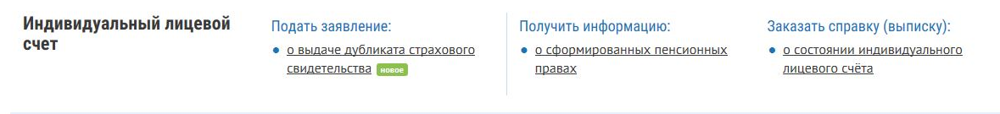 Индивидуальный лицевой
счет
Подать заявление:
о выдаче дубликата страхового
свидетельства новое
Получить информацию:
о сформированных пенсионных
правах
Заказать справку (выписку):
о состоянии индивидуального
лицевого счёта